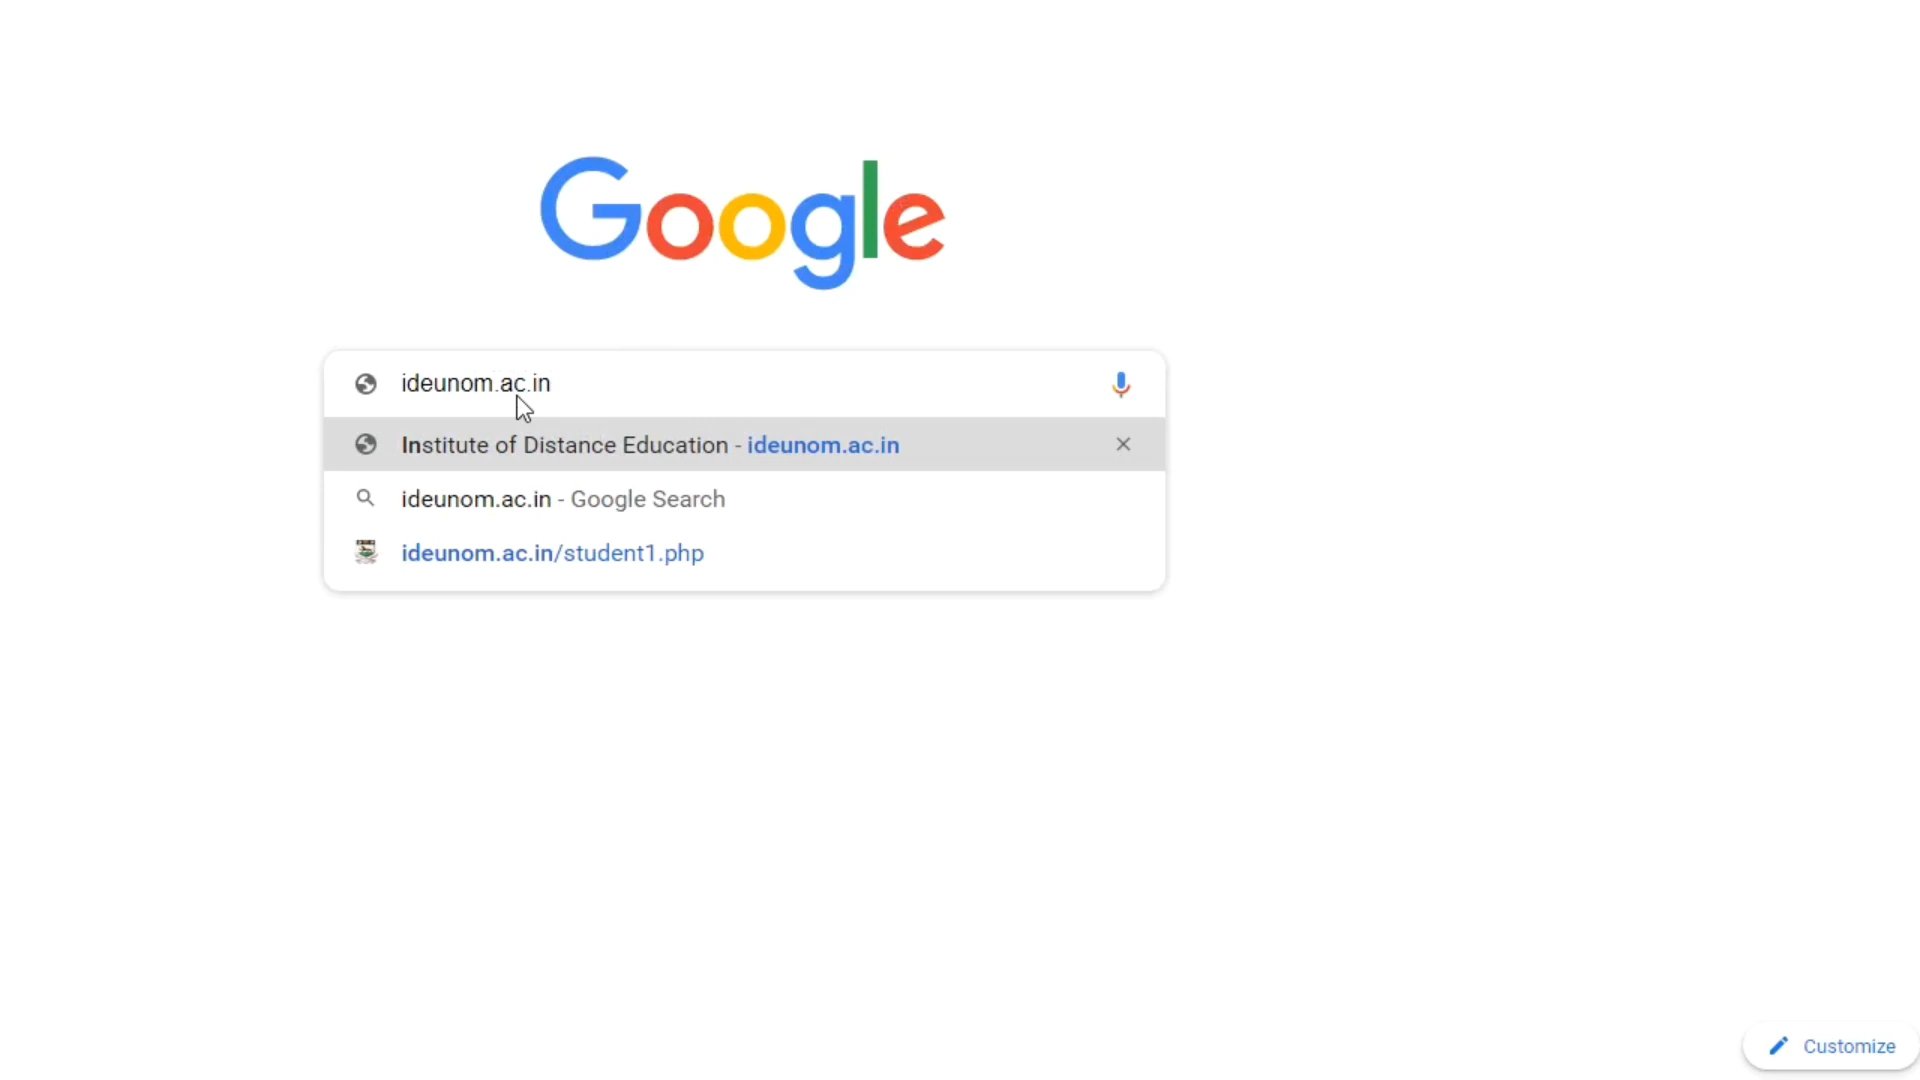 Google
ideunom.ac.in
Institute of Distance Education - ideunom.ac.in
ideunom.ac.in - Google Search
ideunom.ac.in/student1.php
Customize